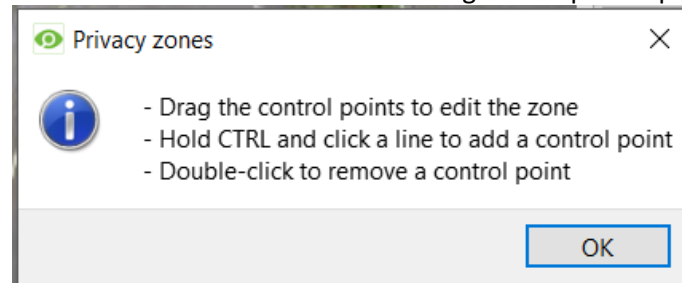 Privacy zones
- Drag the control points to edit the zone
- Hold CTRL and click a line to add a control point
- Double-click to remove a control point
OK